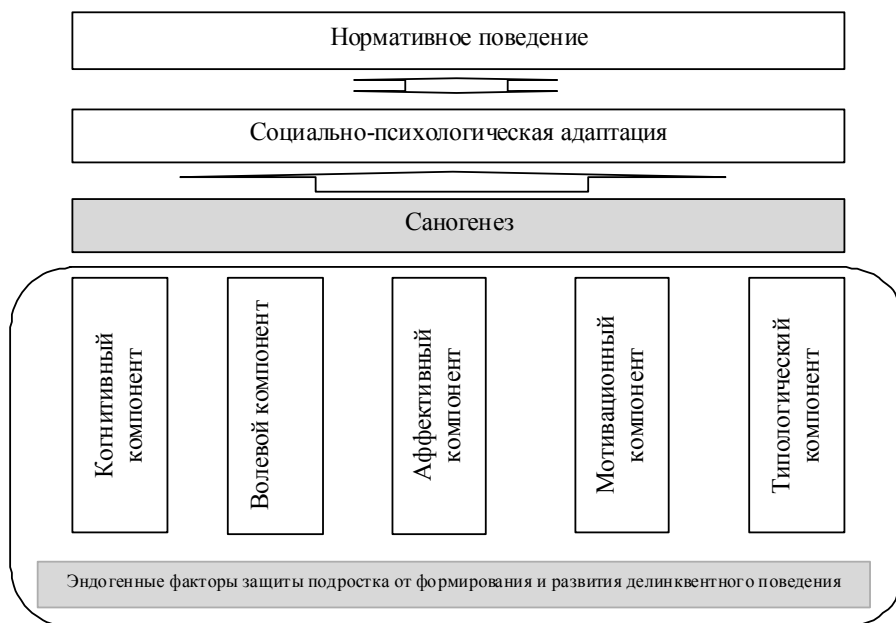 Нормативное поведение
Социально-психологическая адаптация
Саногенез
Когнитивный
компонент
Волевой компонент
Аффективный
компонент
Мотивационный
компонент
Типологический
компонент
Эндогенные факторы защиты подростка от формирования и развития делинквентного поведения